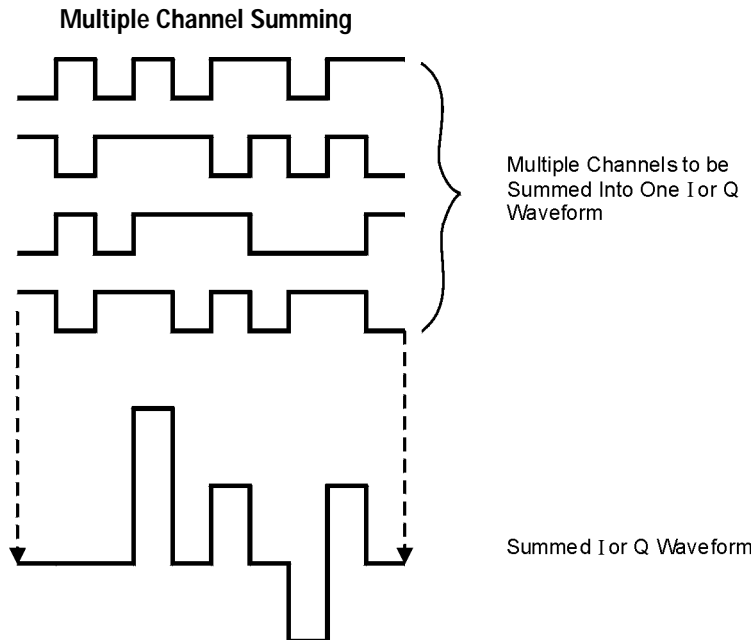 Multiple Channel Summing
Multiple Channels to be
Summed Into One I or Q
Waveform
Summed I or Q Waveform